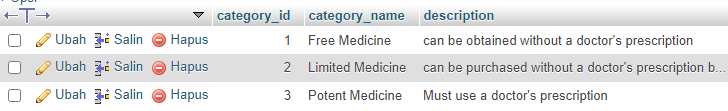 category_id category_name description
Ubah Salin Hapus 1 Free Medicine can be obtained without a doctor's prescription
Ubah Salin Hapus 2 Limited Medicine can be purchased without a doctor's prescription b...
Ubah Salin Hapus 3 Potent Medicine Must use a doctor's prescription